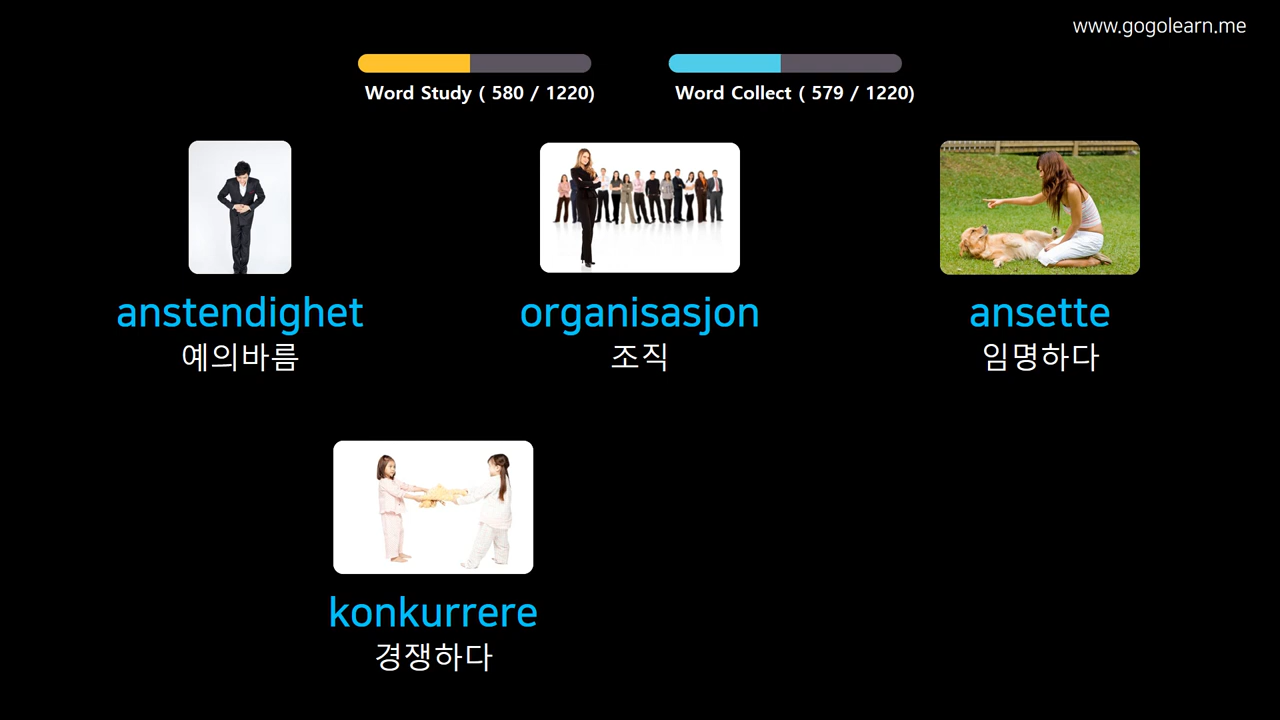 www.gogolearn.me
Word Study ( 580 / 1220)
Word Collect ( 579 / 1220)
anstendighet
예의바름
organisasjon
조직
ansette
임명하다
konkurrere
경쟁하다